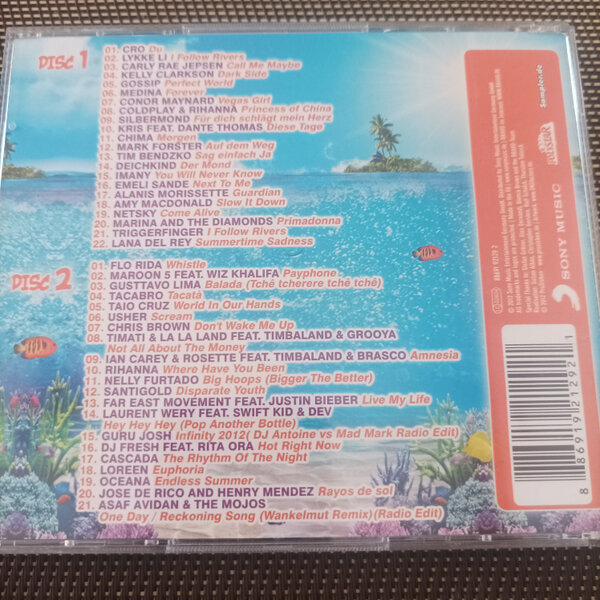 DISC 1
01. CRO Du
02. LYKKE LI I Follow Rivers
03. CARLY RAE JEPSEN Call Me Maybe
04. KELLY CLARKSON Dark Side
05. GOSSIP Perfect World
06. MEDINA Forever
07. CONOR MAYNARD Vegas Girl
08. COLDPLAY & RIHANNA Princess of China
09. SILBERMOND Für dich schlägt mein Herz
10. KRIS FEAT. DANTE THOMAS Diese Tage
11. CHIMA Morgen
12. MARK FORSTER Auf dem Weg
13. TIM BENDZKO Sag einfach Ja
14. DEICHKIND Der Mond
15. IMANY You Will Never Know
16. EMELI SANDE Next To Me
17. ALANIS MORISSETTE Guardian
18. AMY MACDONALD Slow It Down
19. NETSKY Come Alive
20. MARINA AND THE DIAMONDS Primadonna
21. TRIGGERFINGER I Follow Rivers
22. LANA DEL REY Summertime Sadness
DISC 2
01. FLO RIDA Whistle
02. MAROON 5 FEAT. WIZ KHALIFA Payphone
03. GUSTTAVO LIMA Balada (Tchê tcherere tchê tchê)
04. TACABRO Tacatà
05. TAIO CRUZ World In Our Hands
06. USHER Scream
07. CHRIS BROWN Don't Wake Me Up
08. TIMATI & LA LA LAND FEAT. TIMBALAND & GROOYA
Not All About The Money
09. IAN CAREY & ROSETTE FEAT. TIMBALAND & BRASCO Amnesia
10. RIHANNA Where Have You Been
11. NELLY FURTADO Big Hoops (Bigger The Better)
12. SANTIGOLD Disparate Youth
13. FAR EAST MOVEMENT FEAT. JUSTIN BIEBER Live My Life
14. LAURENT WERY FEAT. SWIFT KID & DEV
Hey Hey Hey (Pop Another Bottle)
15. GURU JOSH Infinity 2012( DJ Antoine vs Mad Mark Radio Edit)
16. DJ FRESH FEAT. RITA ORA Hot Right Now
17. CASCADA The Rhythm Of The Night
18. LOREEN Euphoria
19. OCEANA Endless Summer
20. JOSE DE RICO AND HENRY MENDEZ Rayos de sol
21. ASAF AVIDAN & THE MOJOS
One Day / Reckoning Song (Wankelmut Remix)(Radio Edit)
Sampler.de
SONY MUSIC
8 86919 21292 1